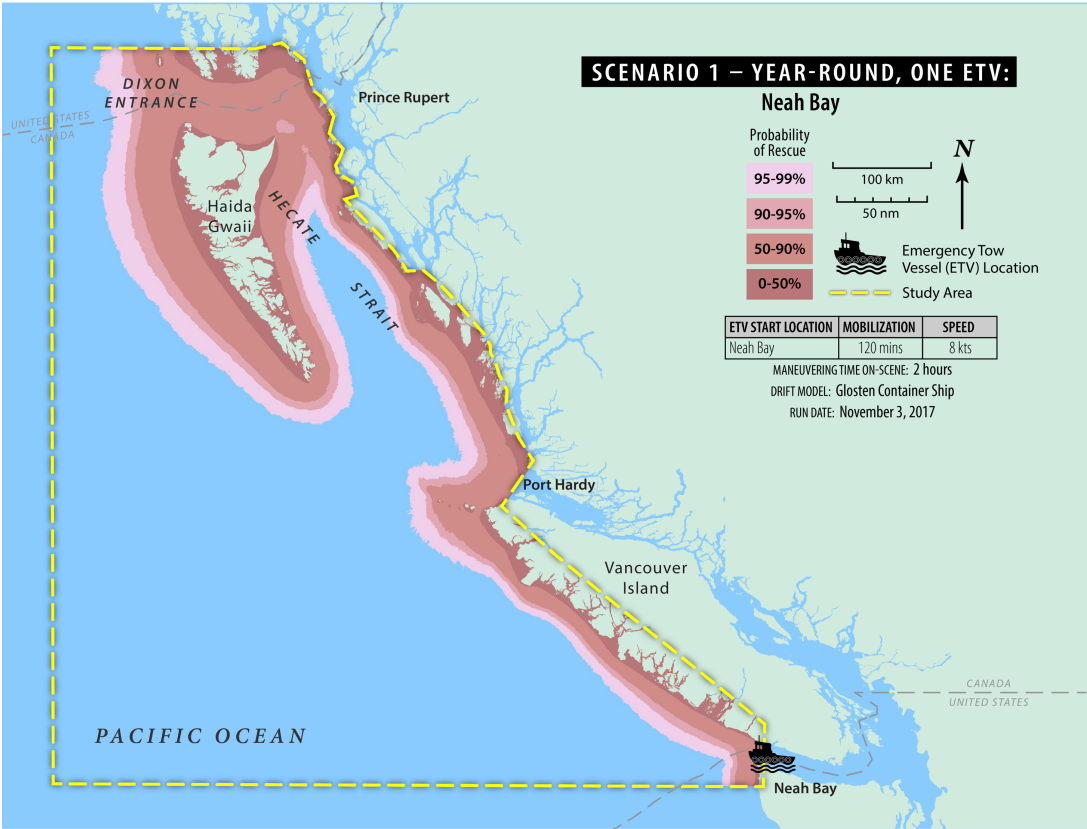 SCENARIO 1 – YEAR-ROUND, ONE ETV:
Neah Bay
Probability
of Rescue
95-99%
90-95%
50-90%
0-50%
100 km
50 nm
N
Emergency Tow
Vessel (ETV) Location
Study Area
ETV START LOCATION MOBILIZATION SPEED
Neah Bay 120 mins 8 kts
MANEUVERING TIME ON-SCENE: 2 hours
DRIFT MODEL: Glosten Container Ship
RUN DATE: November 3, 2017
DIXON
ENTRANCE
UNITED STATES
CANADA
Prince Rupert
Haida
Gwaii
HECATE
STRAIT
Port Hardy
Vancouver
Island
CANADA
UNITED STATES
PACIFIC OCEAN
Neah Bay